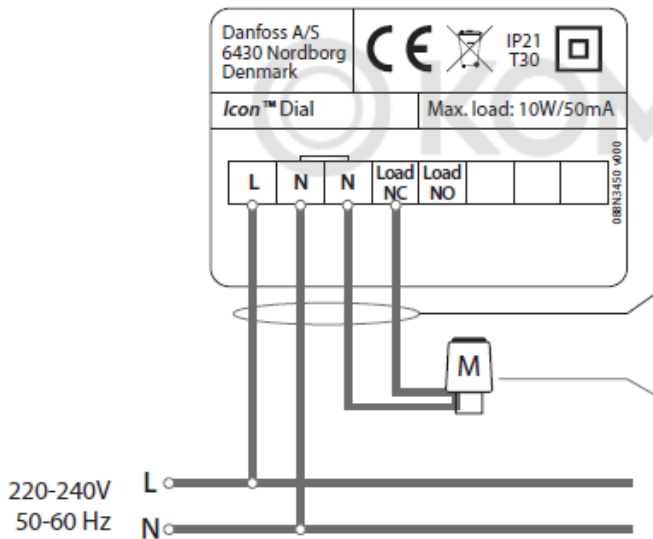 Danfoss A/S
6430 Nordborg
Denmark
CE
IP21
T30
Icon™ Dial
Max. load: 10W/50mA
KOM
L N N Load NC Load NO
088N3450 v000
M
220-240V
50-60 Hz
L
N